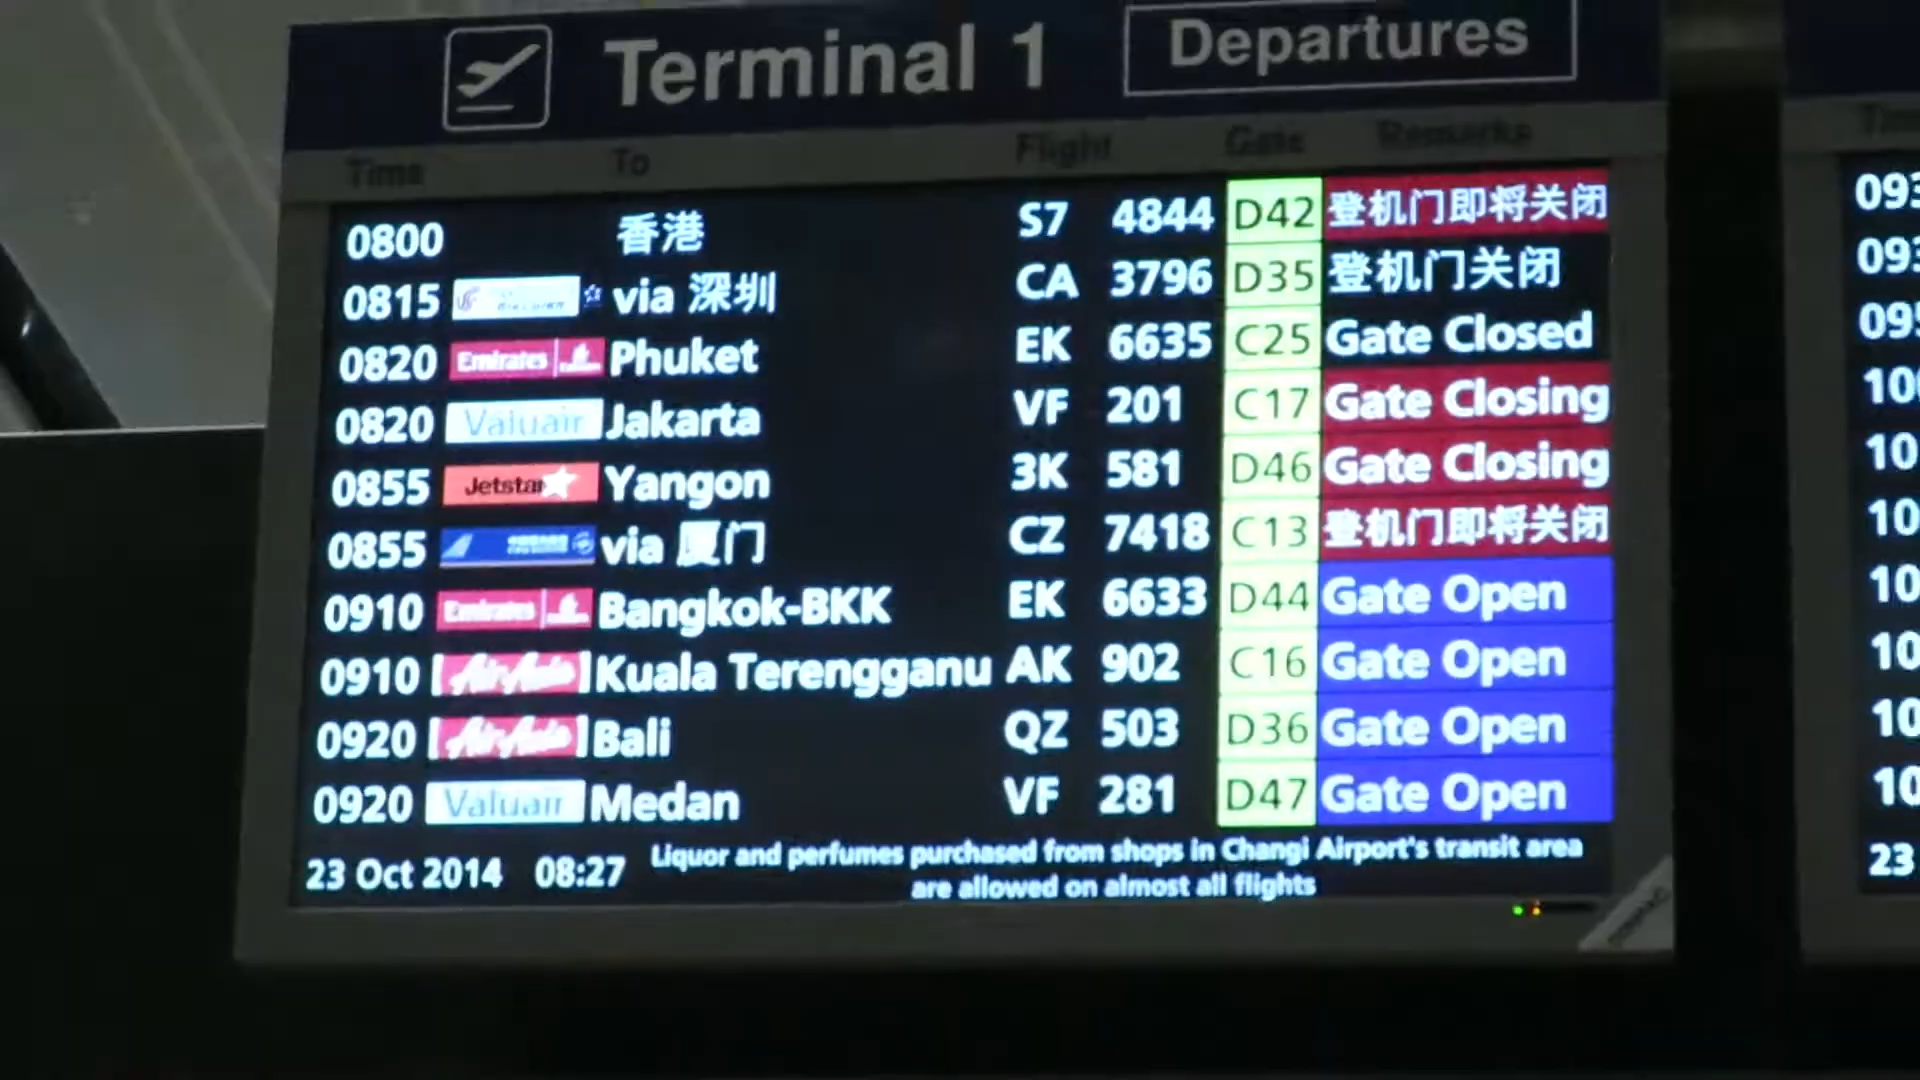 Terminal 1 Departures
Time To Flight Gate Remarks
0800 香港 S7 4844 D42 登机门即将关闭
0815 via 深圳 CA 3796 D35 登机门关闭
0820 Emirates Phuket EK 6635 C25 Gate Closed
0820 Valuair Jakarta VF 201 C17 Gate Closing
0855 Jetstar Yangon 3K 581 D46 Gate Closing
0855 via 厦门 CZ 7418 C13 登机门即将关闭
0910 Emirates Bangkok-BKK EK 6633 D44 Gate Open
0910 AirAsia Kuala Terengganu AK 902 C16 Gate Open
0920 AirAsia Bali QZ 503 D36 Gate Open
0920 Valuair Medan VF 281 D47 Gate Open
23 Oct 2014 08:27 Liquor and perfumes purchased from shops in Changi Airport's transit area
are allowed on almost all flights